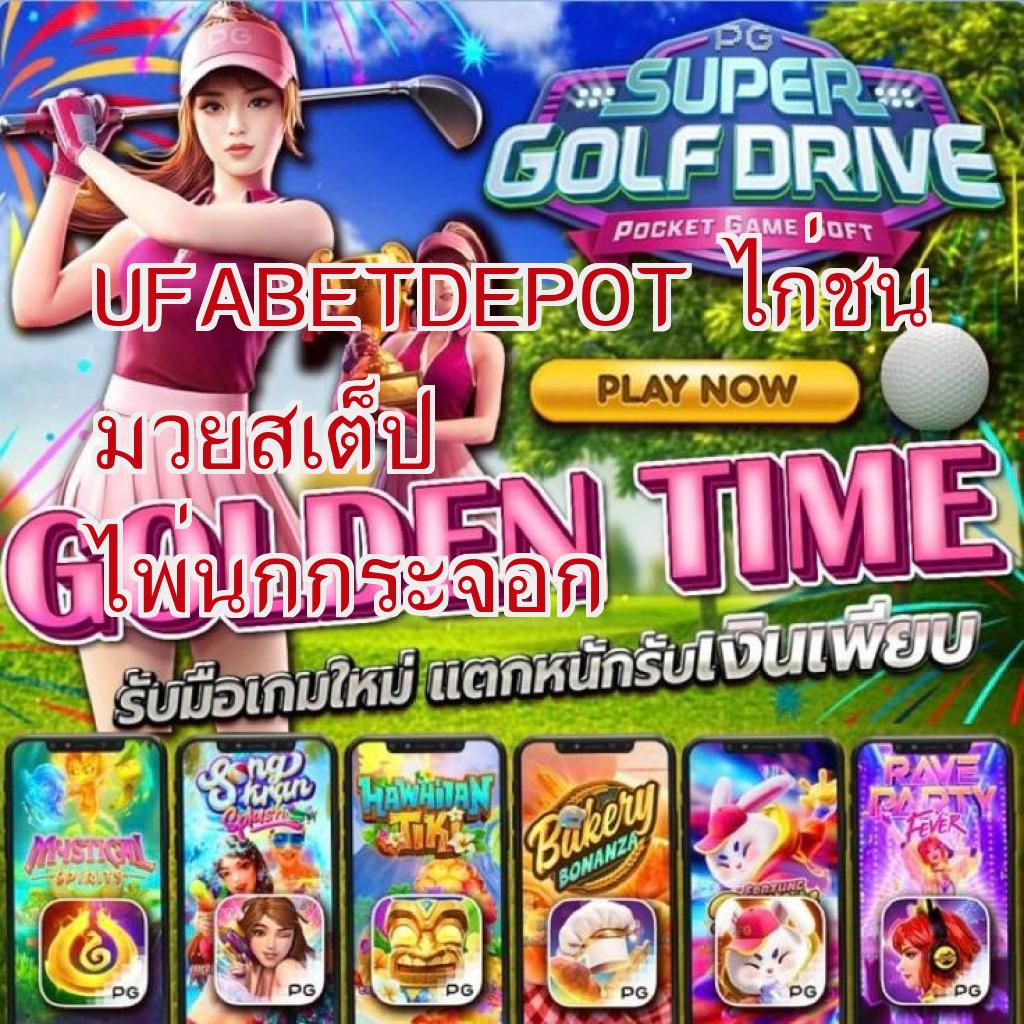 PG
PG
SUPER
GOLF DRIVE
POCKET GAME SOFT
UFABETDEPOT ไก่ชน
PLAY NOW
มวยสเต็ป
GOLDEN TIME
ไพ่นกกระจอก
รับมือเกมใหม่ แตกหนักรับเงินเพียบ
MYSTICAL
SPIRITS
Songkran
Splash
HAWAIIAN
TIKI
Bakery
BONANZA
FORTUNE
RAVE
PARTY
FEVER
PG
PG
PG
PG
PG
PG